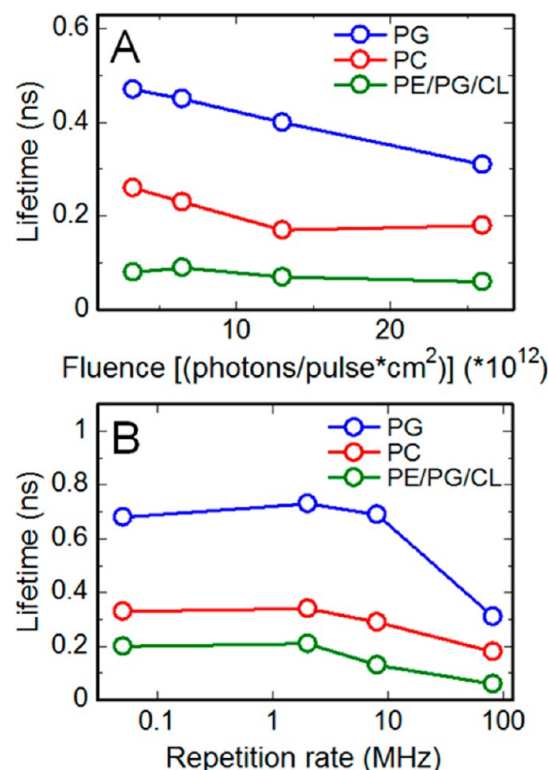 A
PG
PC
PE/PG/CL
Lifetime (ns)
0.6
0.4
0.2
0
10
20
Fluence [(photons/pulse*cm²)] (*10¹²)
B
PG
PC
PE/PG/CL
Lifetime (ns)
1
0.8
0.6
0.4
0.2
0
0.1
1
10
100
Repetition rate (MHz)